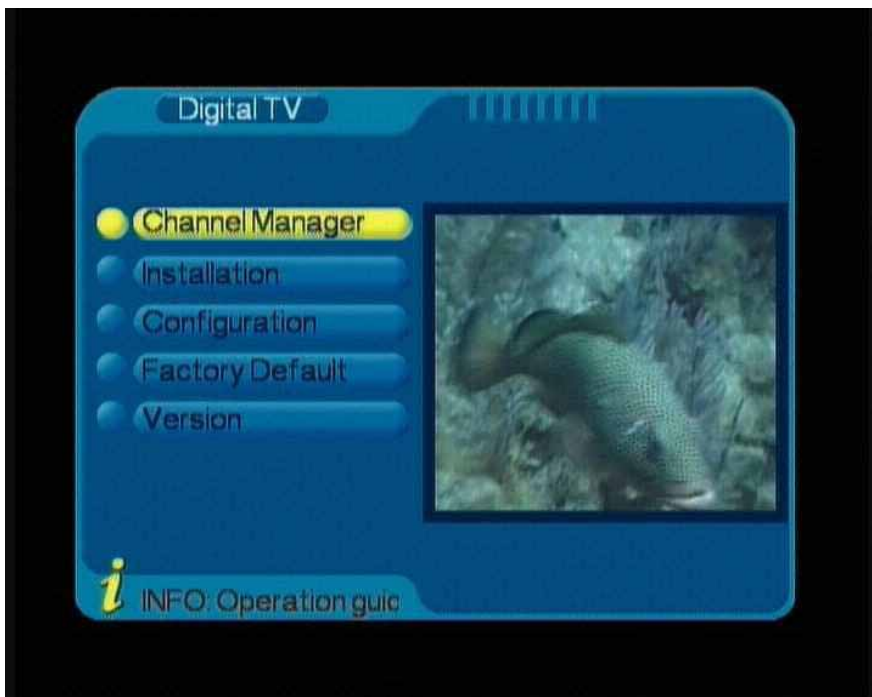 Digital TV
Channel Manager
Installation
Configuration
Factory Default
Version
i
INFO: Operation guic